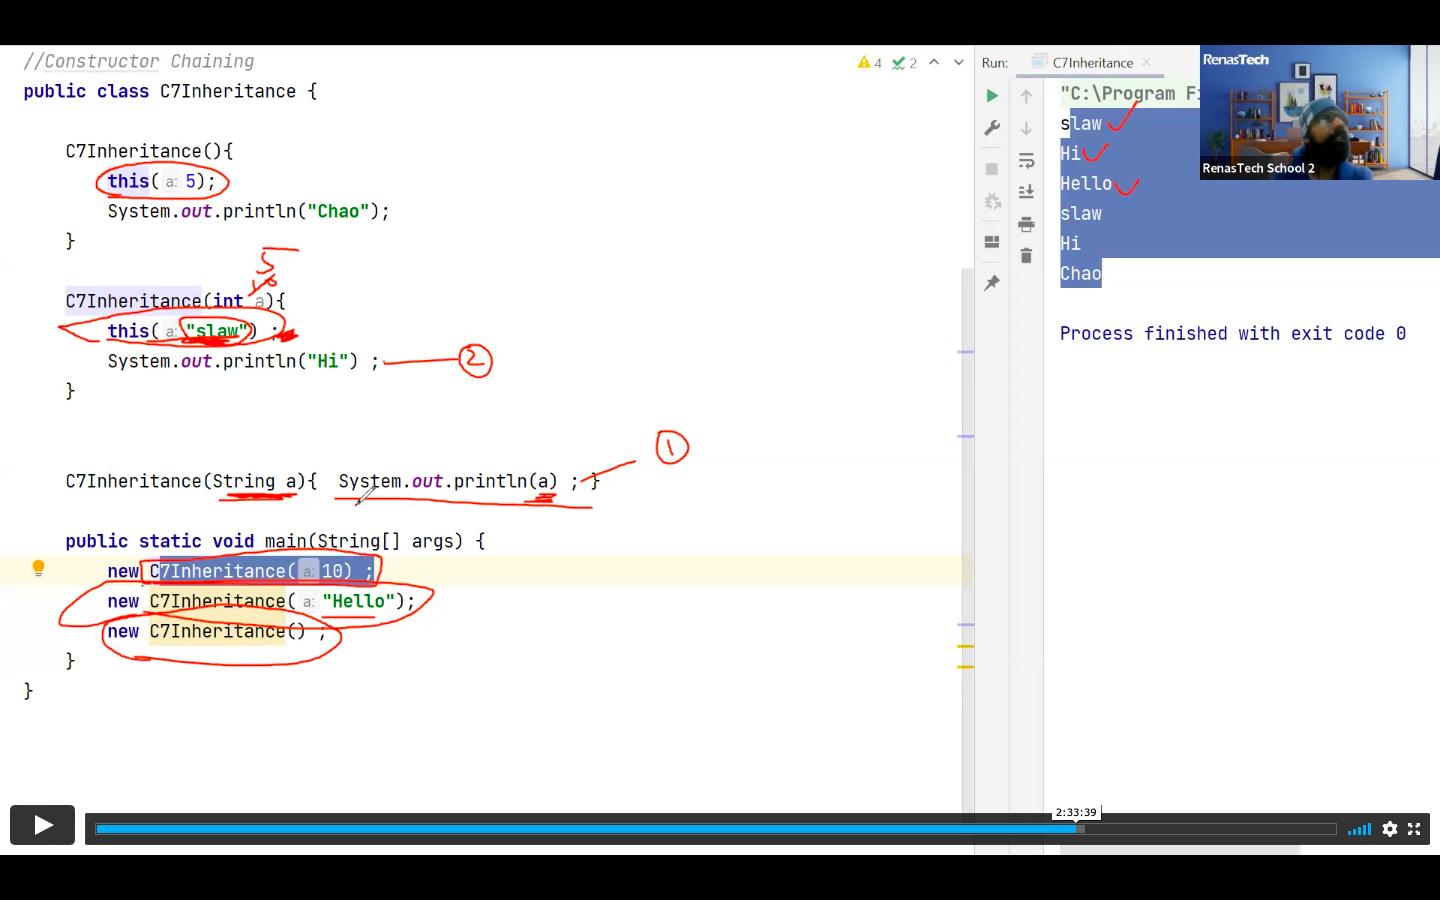 //Constructor Chaining
public class C7Inheritance {
C7Inheritance(){
this( a: 5);
System.out.println("Chao");
}
5
C7Inheritance(int a){
this( a: "slaw") ;
System.out.println("Hi") ;
2
}
1
C7Inheritance(String a){ System.out.println(a) ; }
public static void main(String[] args) {
new C7Inheritance( a: 10) ;
new C7Inheritance( a: "Hello");
new C7Inheritance() ;
}
}
4 2
Run: C7Inheritance
"C:\Program Fi
slaw
Hi
Hello
slaw
Hi
Chao
Process finished with exit code 0
RenasTech
RenasTech School 2
2:33:39